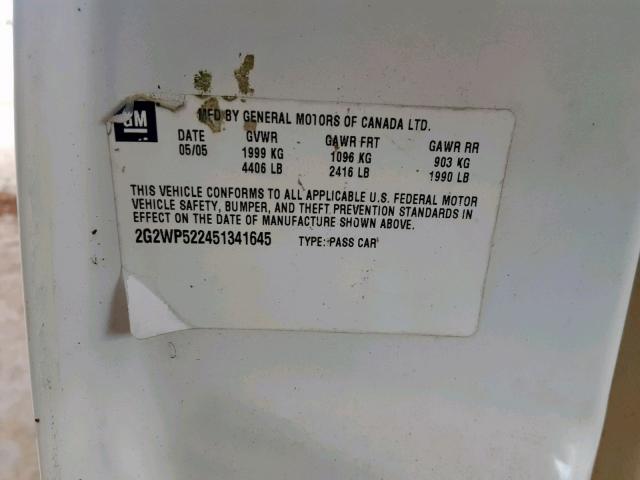 GM
MFD BY GENERAL MOTORS OF CANADA LTD.
DATE GVWR GAWR FRT GAWR RR
05/05 1999 KG 1096 KG 903 KG
4406 LB 2416 LB 1990 LB
THIS VEHICLE CONFORMS TO ALL APPLICABLE U.S. FEDERAL MOTOR
VEHICLE SAFETY, BUMPER, AND THEFT PREVENTION STANDARDS IN
EFFECT ON THE DATE OF MANUFACTURE SHOWN ABOVE.
2G2WP522451341645 TYPE: PASS CAR